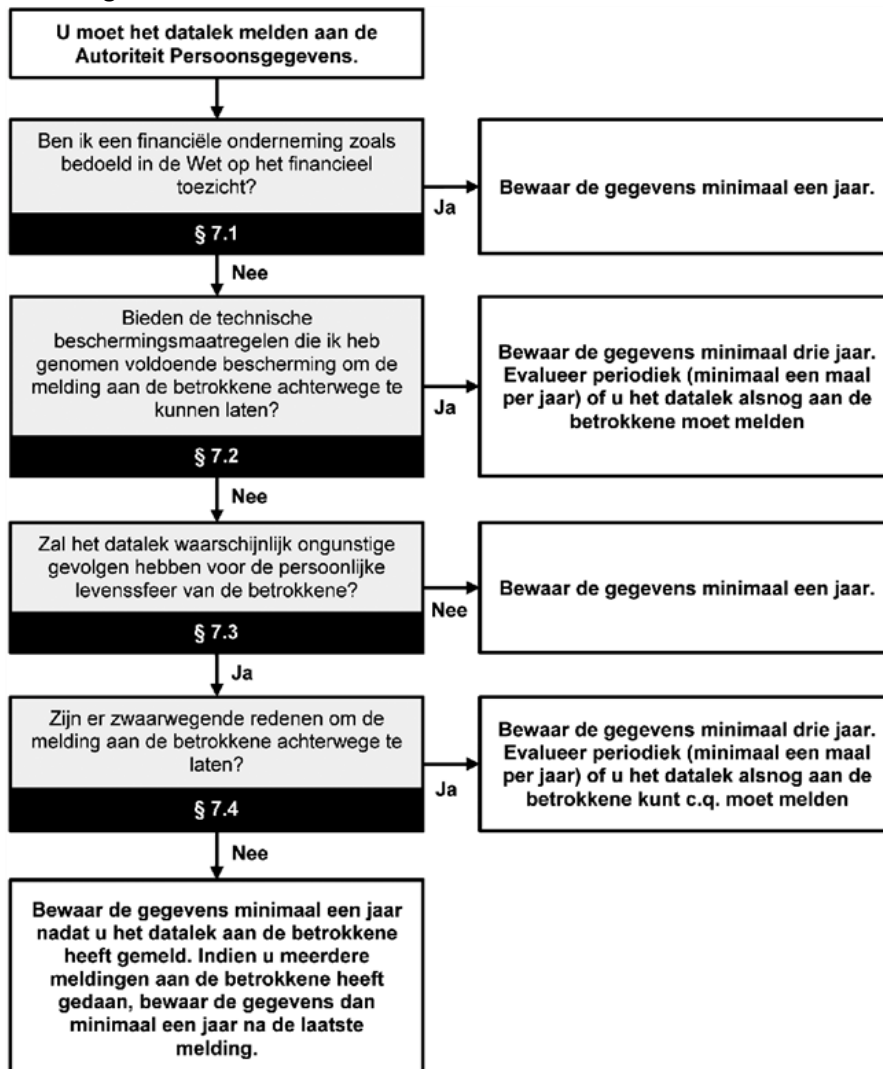 U moet het datalek melden aan de
Autoriteit Persoonsgegevens.
Ben ik een financiële onderneming zoals
bedoeld in de Wet op het financieel
toezicht?
§ 7.1
Ja
Bewaar de gegevens minimaal een jaar.
Nee
Bieden de technische
beschermingsmaatregelen die ik heb
genomen voldoende bescherming om de
melding aan de betrokkene achterwege te
kunnen laten?
§ 7.2
Ja
Bewaar de gegevens minimaal drie jaar.
Evalueer periodiek (minimaal een maal
per jaar) of u het datalek alsnog aan de
betrokkene moet melden
Nee
Zal het datalek waarschijnlijk ongunstige
gevolgen hebben voor de persoonlijke
levenssfeer van de betrokkene?
§ 7.3
Nee
Bewaar de gegevens minimaal een jaar.
Ja
Zijn er zwaarwegende redenen om de
melding aan de betrokkene achterwege te
laten?
§ 7.4
Ja
Bewaar de gegevens minimaal drie jaar.
Evalueer periodiek (minimaal een maal
per jaar) of u het datalek alsnog aan de
betrokkene kunt c.q. moet melden
Nee
Bewaar de gegevens minimaal een jaar
nadat u het datalek aan de betrokkene
heeft gemeld. Indien u meerdere
meldingen aan de betrokkene heeft
gedaan, bewaar de gegevens dan
minimaal een jaar na de laatste
melding.